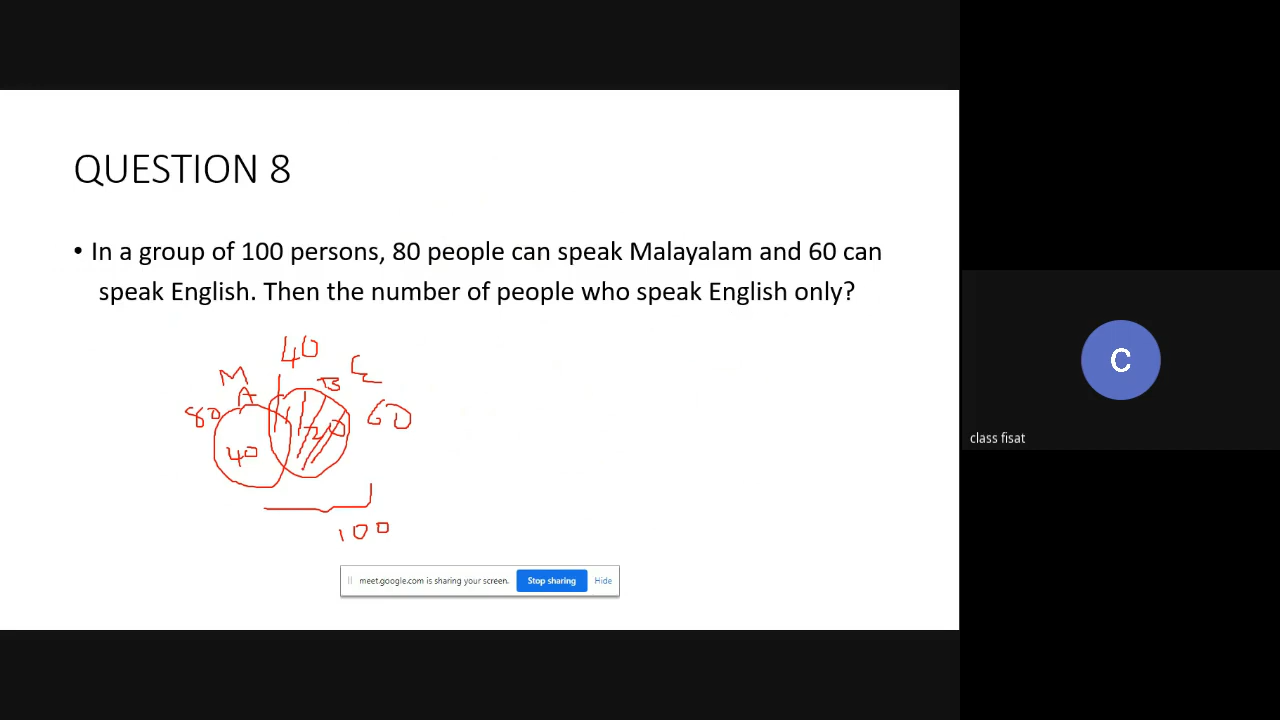 QUESTION 8
• In a group of 100 persons, 80 people can speak Malayalam and 60 can
speak English. Then the number of people who speak English only?
40
M
A
B
E
80
60
40
20
100
meet.google.com is sharing your screen.
Stop sharing
Hide
C
class fisat